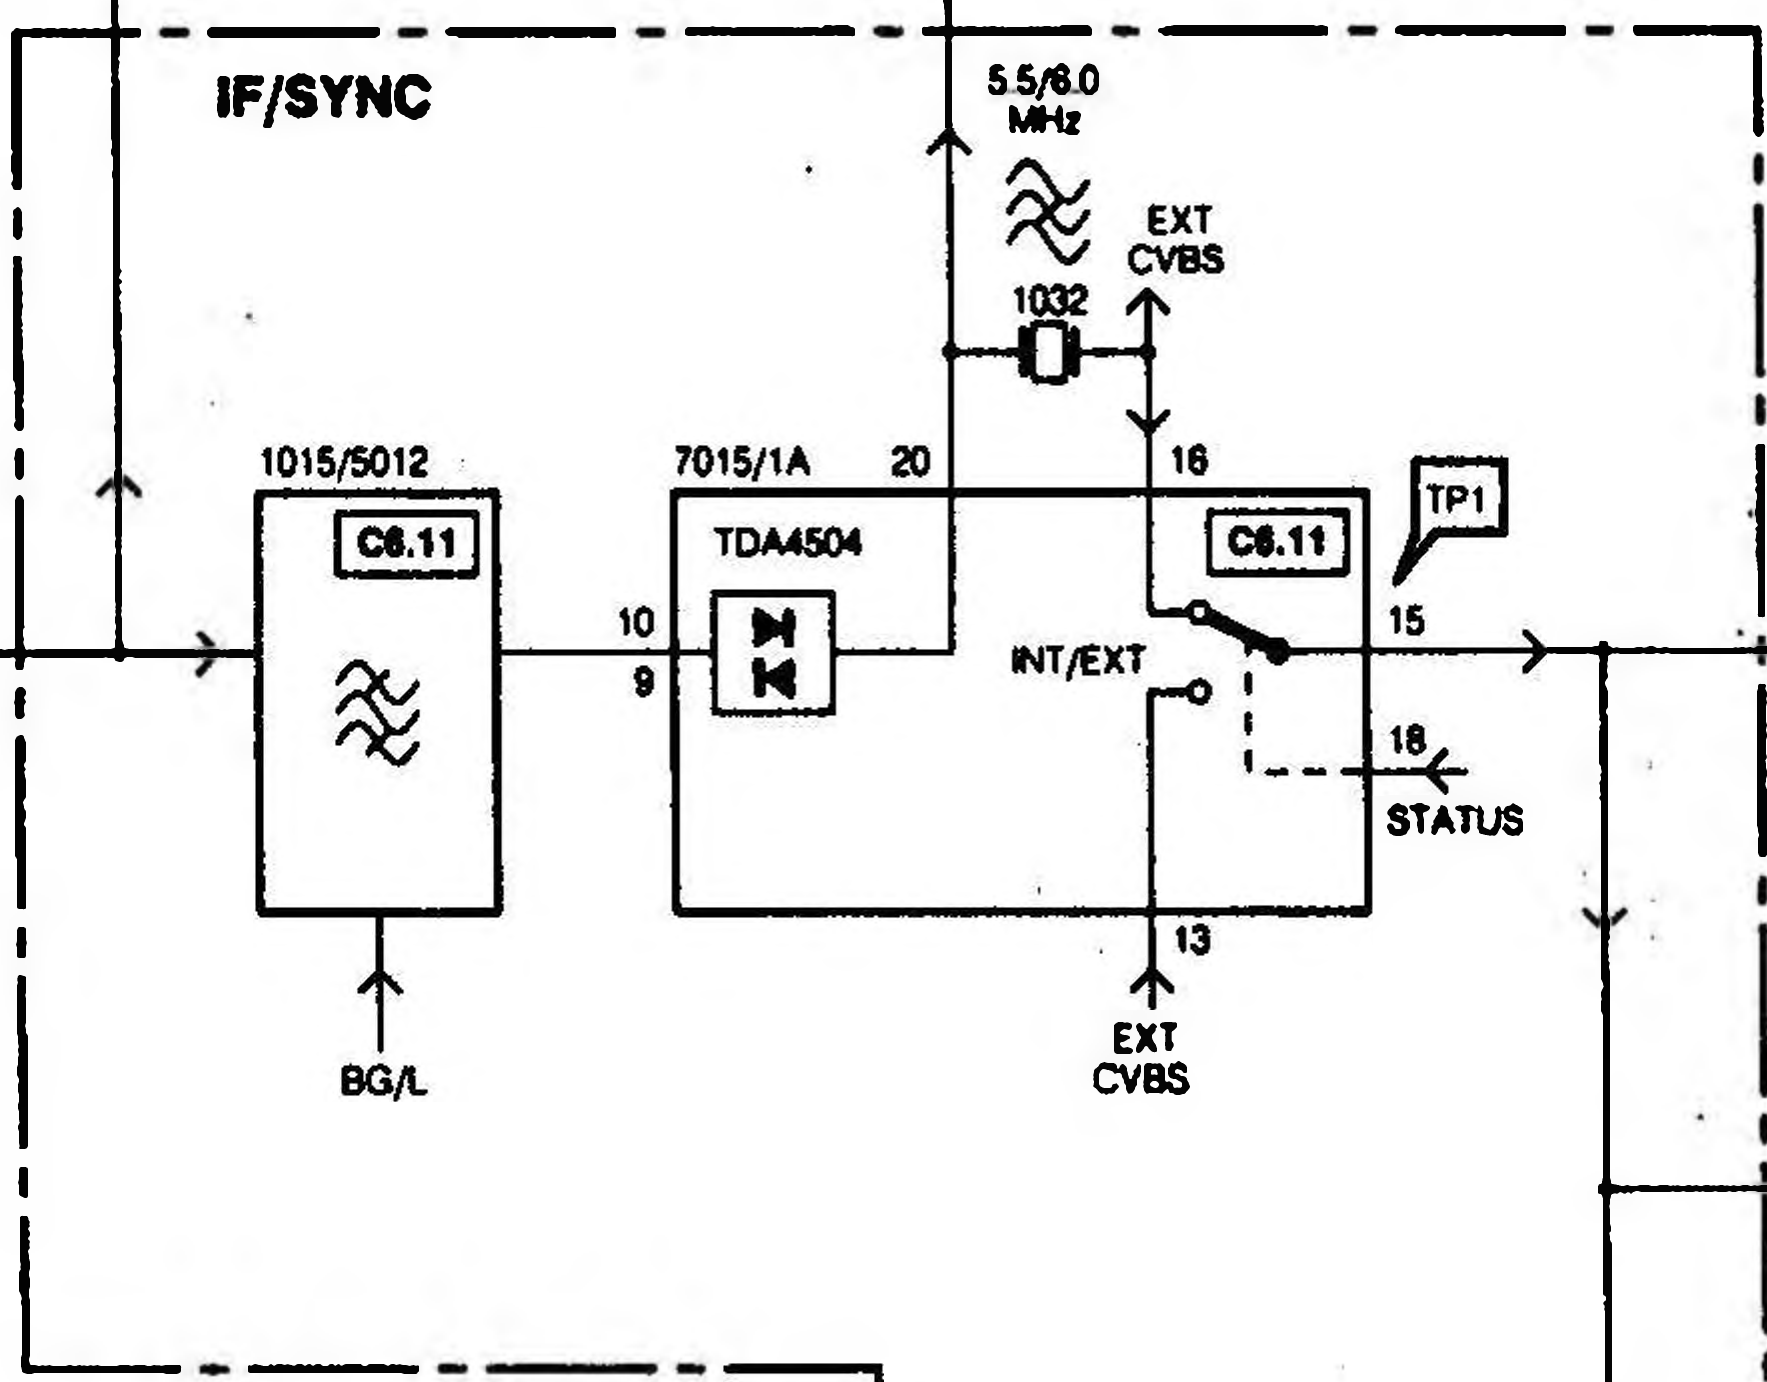 IF/SYNC
5.5/6.0
MHz
EXT
CVBS
1032
1015/5012
7015/1A
20
16
TP1
C6.11
TDA4504
C6.11
10
15
INT/EXT
9
18
STATUS
13
EXT
CVBS
BG/L